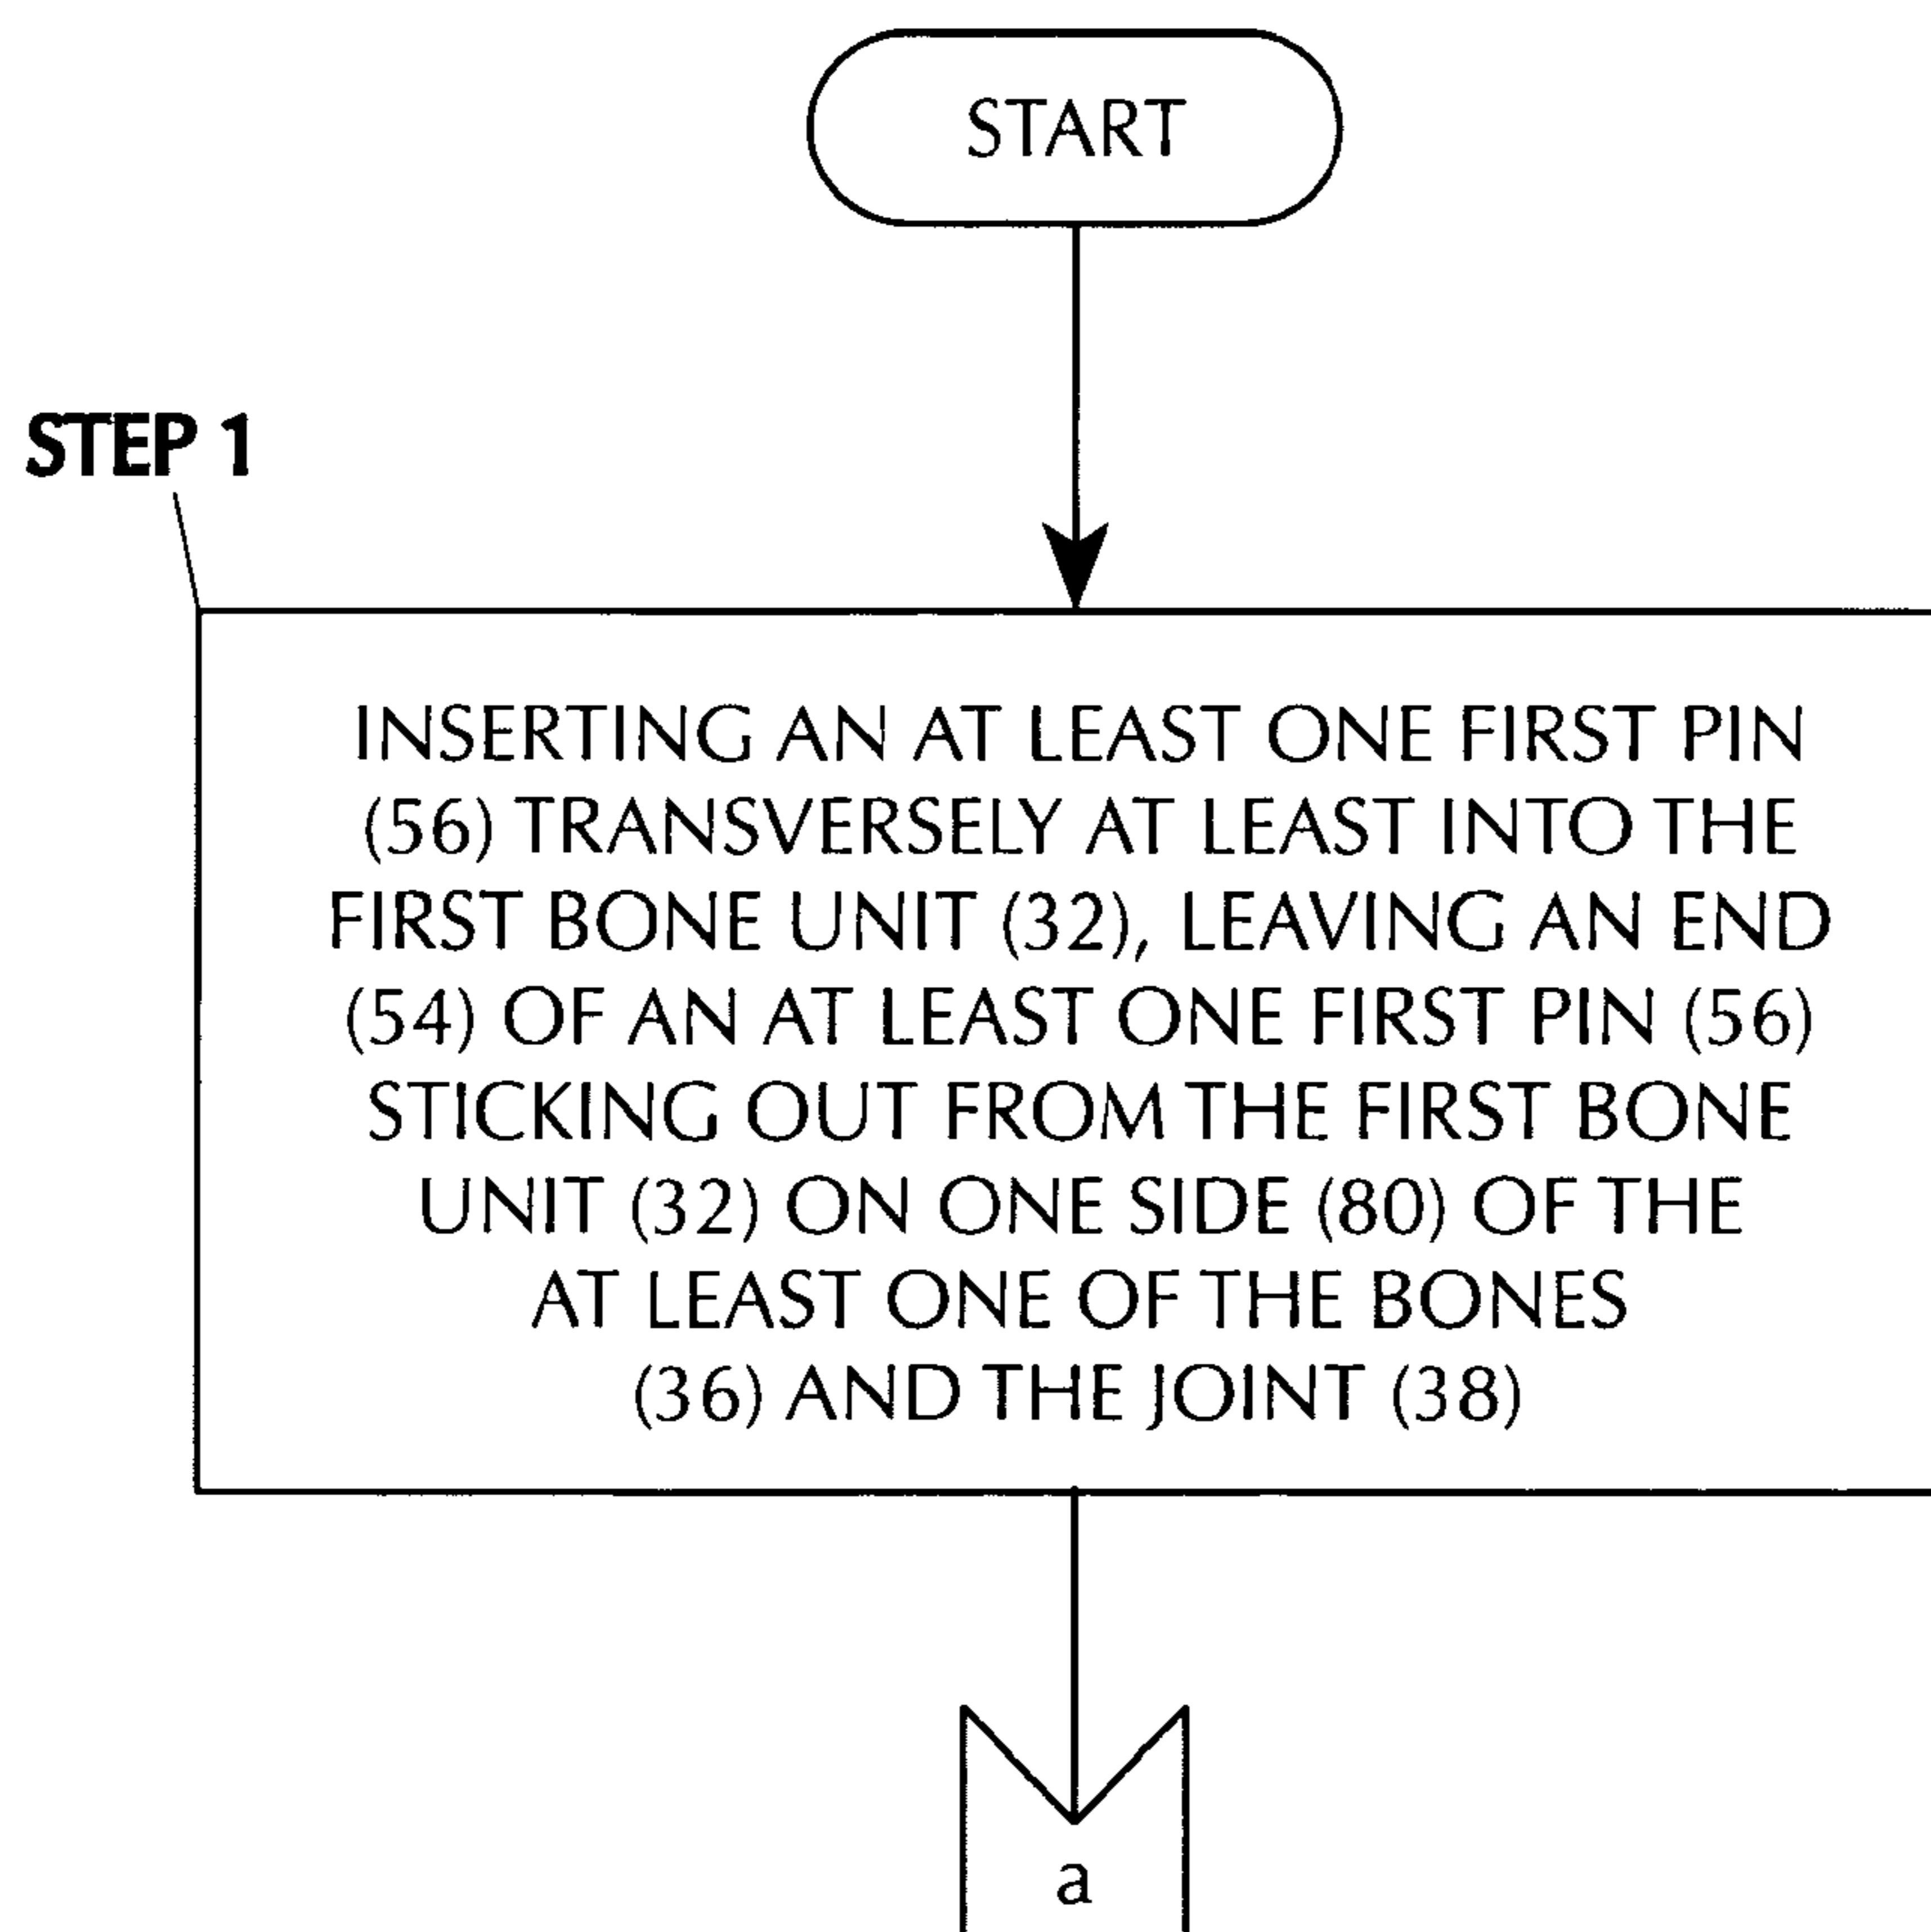 START
STEP 1
INSERTING AN AT LEAST ONE FIRST PIN
(56) TRANSVERSELY AT LEAST INTO THE
FIRST BONE UNIT (32), LEAVING AN END
(54) OF AN AT LEAST ONE FIRST PIN (56)
STICKING OUT FROM THE FIRST BONE
UNIT (32) ON ONE SIDE (80) OF THE
AT LEAST ONE OF THE BONES
(36) AND THE JOINT (38)
a